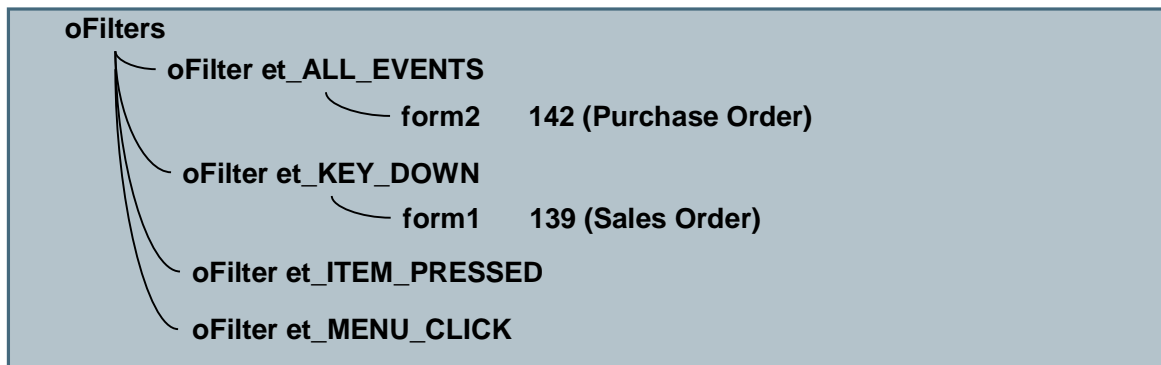 oFilters
oFilter et_ALL_EVENTS
form2 142 (Purchase Order)
oFilter et_KEY_DOWN
form1 139 (Sales Order)
oFilter et_ITEM_PRESSED
oFilter et_MENU_CLICK